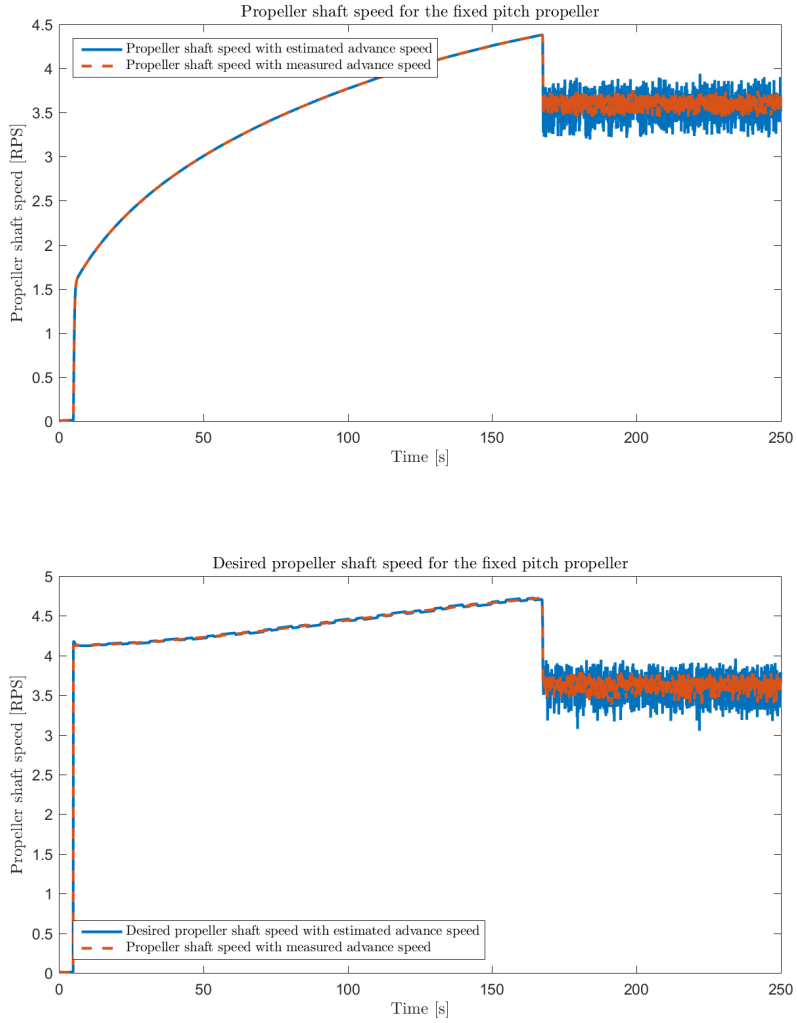 Propeller shaft speed for the fixed pitch propeller
4.5
4
3.5
3
2.5
2
1.5
1
0.5
0
Propeller shaft speed [RPS]
Propeller shaft speed with estimated advance speed
Propeller shaft speed with measured advance speed
0 50 100 150 200 250
Time [s]
Desired propeller shaft speed for the fixed pitch propeller
5
4.5
4
3.5
3
2.5
2
1.5
1
0.5
0
Propeller shaft speed [RPS]
Desired propeller shaft speed with estimated advance speed
Propeller shaft speed with measured advance speed
0 50 100 150 200 250
Time [s]